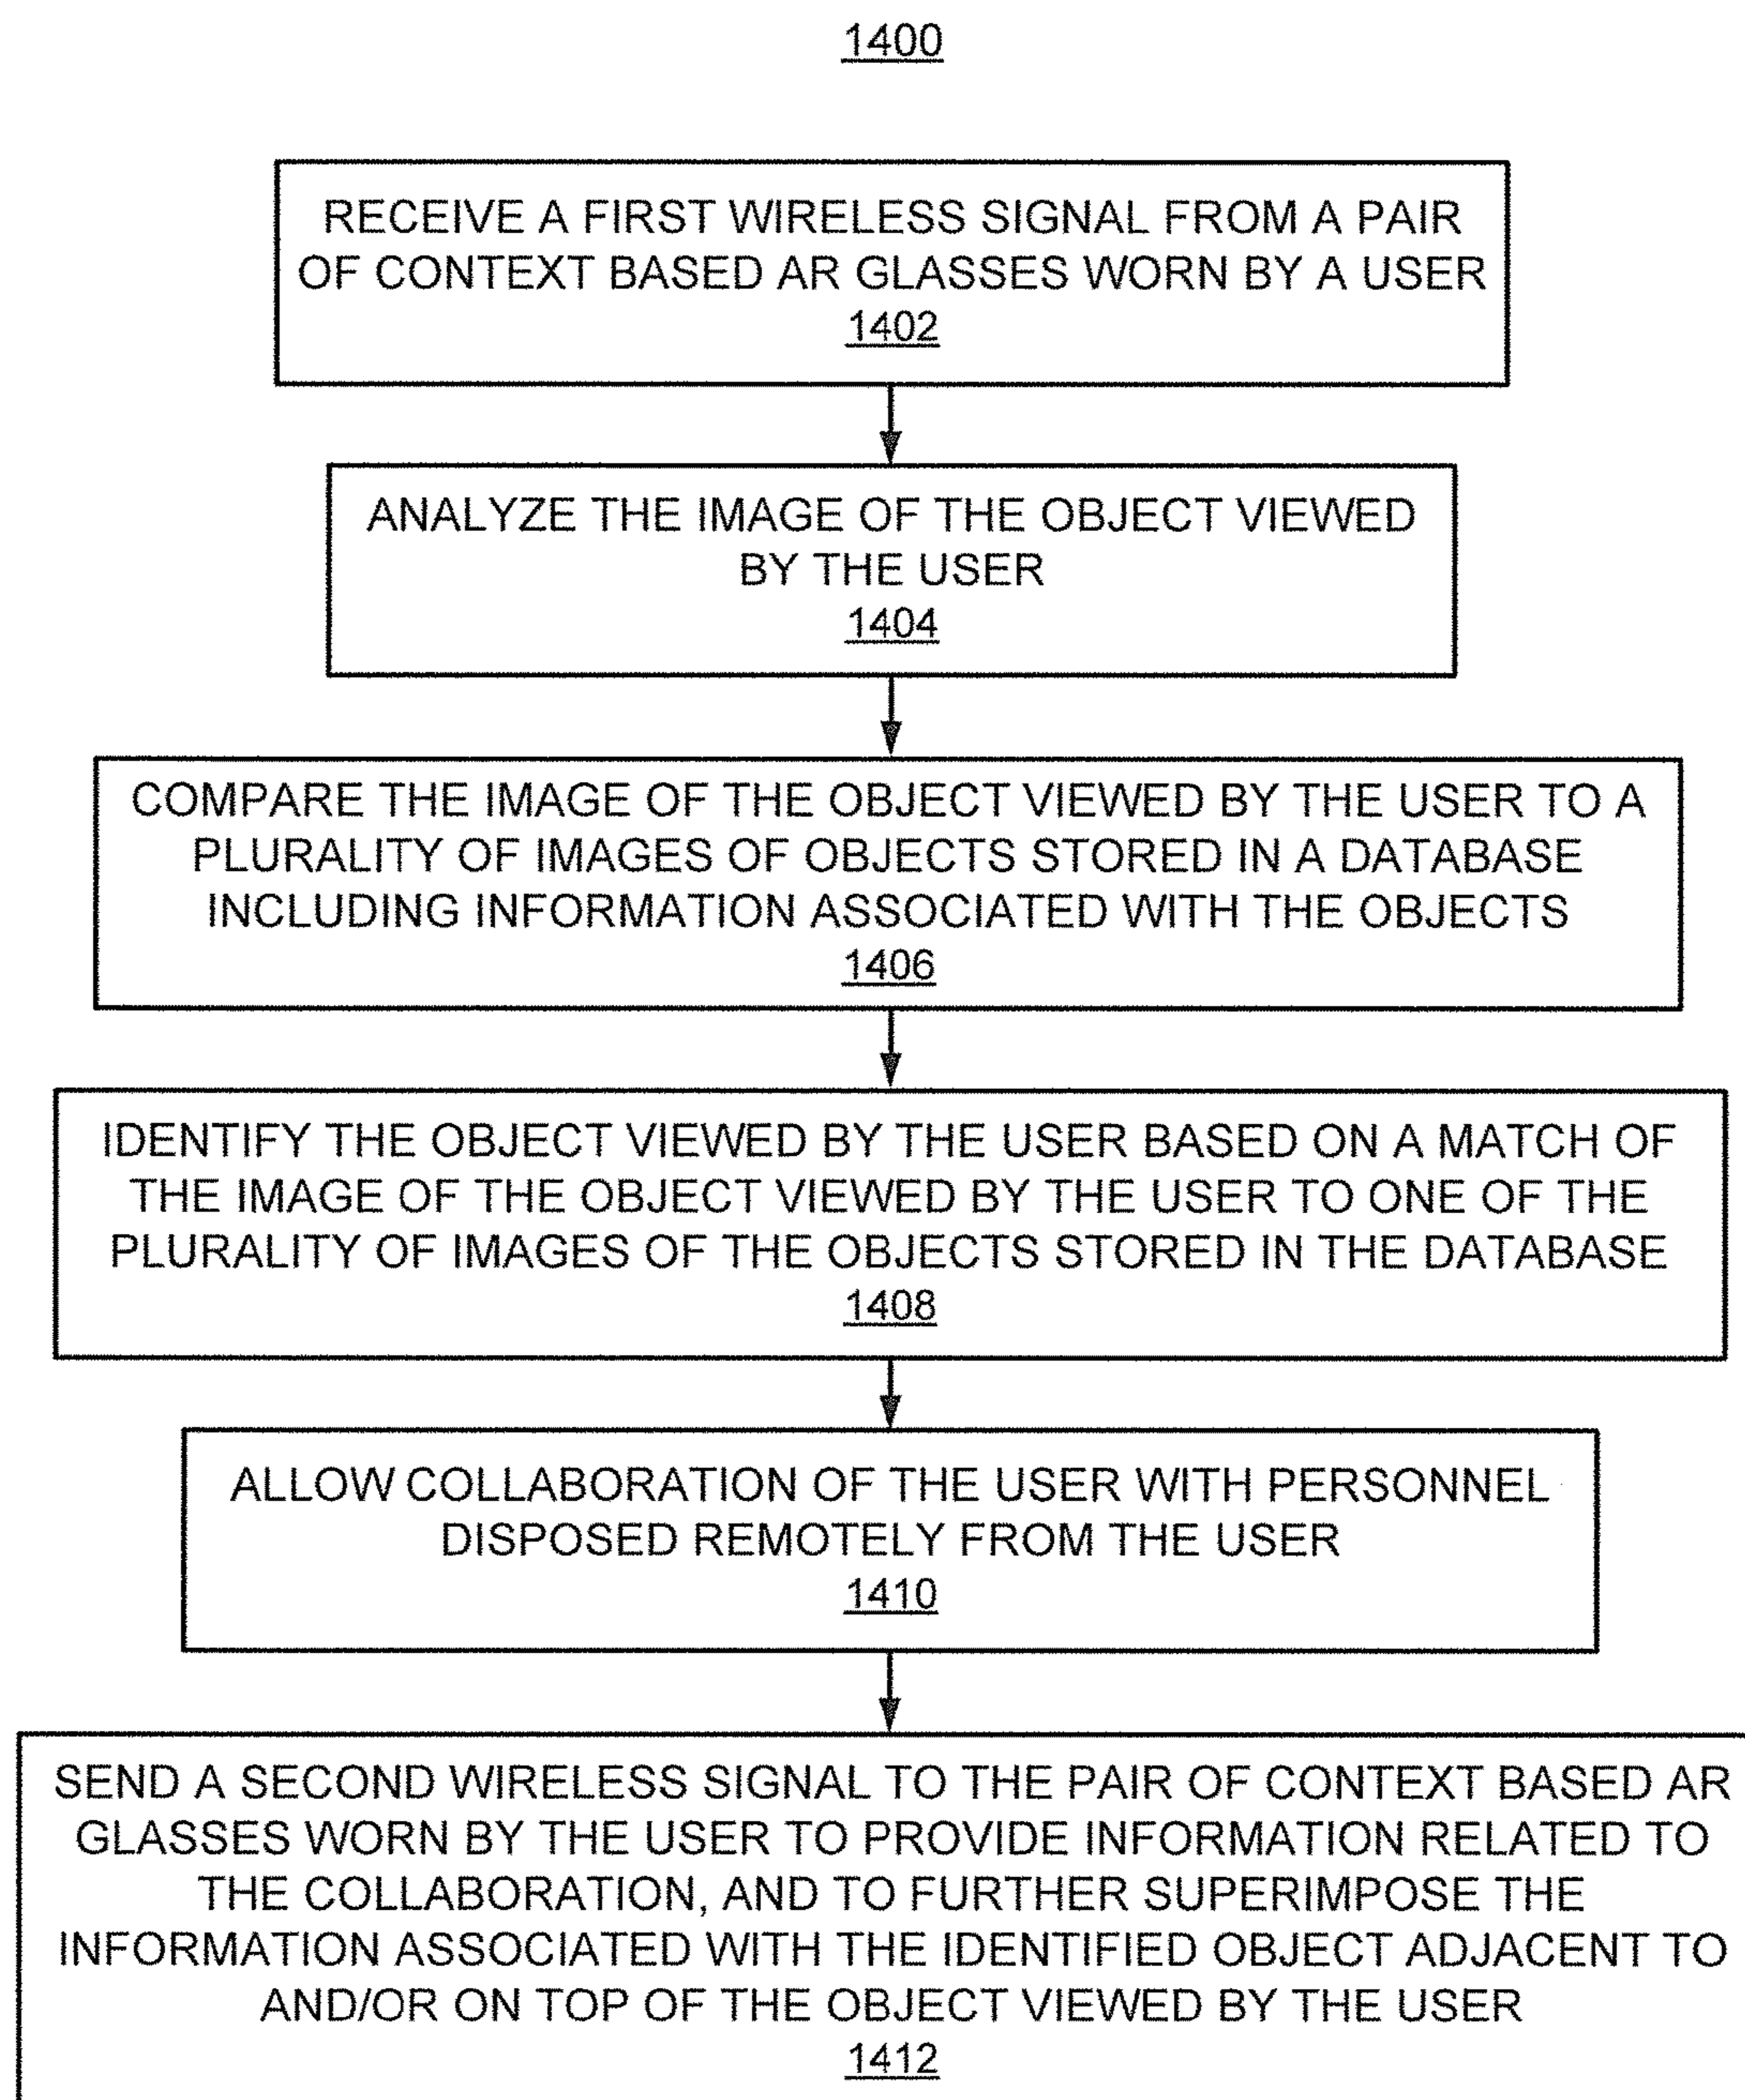 1400
RECEIVE A FIRST WIRELESS SIGNAL FROM A PAIR
OF CONTEXT BASED AR GLASSES WORN BY A USER
1402
ANALYZE THE IMAGE OF THE OBJECT VIEWED
BY THE USER
1404
COMPARE THE IMAGE OF THE OBJECT VIEWED BY THE USER TO A
PLURALITY OF IMAGES OF OBJECTS STORED IN A DATABASE
INCLUDING INFORMATION ASSOCIATED WITH THE OBJECTS
1406
IDENTIFY THE OBJECT VIEWED BY THE USER BASED ON A MATCH OF
THE IMAGE OF THE OBJECT VIEWED BY THE USER TO ONE OF THE
PLURALITY OF IMAGES OF THE OBJECTS STORED IN THE DATABASE
1408
ALLOW COLLABORATION OF THE USER WITH PERSONNEL
DISPOSED REMOTELY FROM THE USER
1410
SEND A SECOND WIRELESS SIGNAL TO THE PAIR OF CONTEXT BASED AR
GLASSES WORN BY THE USER TO PROVIDE INFORMATION RELATED TO
THE COLLABORATION, AND TO FURTHER SUPERIMPOSE THE
INFORMATION ASSOCIATED WITH THE IDENTIFIED OBJECT ADJACENT TO
AND/OR ON TOP OF THE OBJECT VIEWED BY THE USER
1412